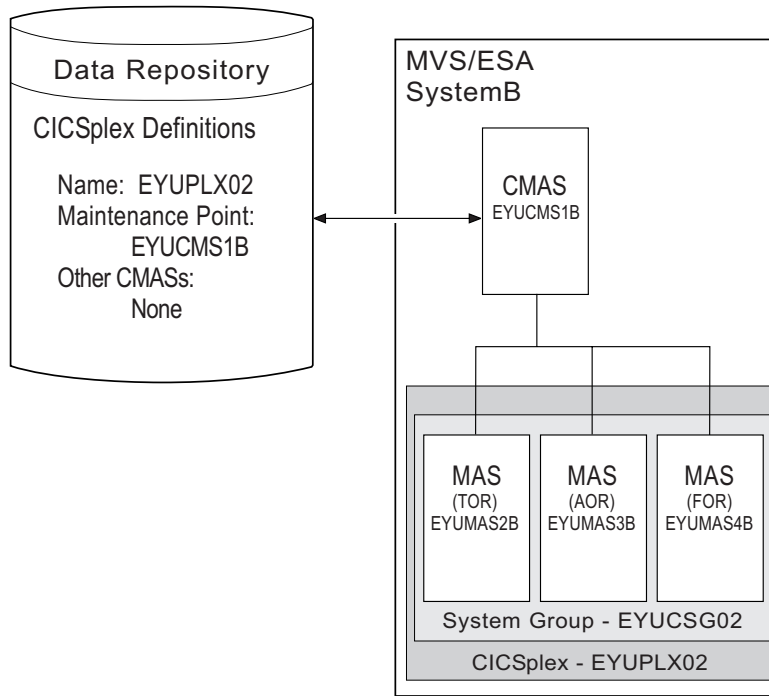 Data Repository
CICSplex Definitions
Name: EYUPLX02
Maintenance Point:
EYUCMS1B
Other CMASs:
None
MVS/ESA
SystemB
CMAS
EYUCMS1B
MAS
(TOR)
EYUMAS2B
MAS
(AOR)
EYUMAS3B
MAS
(FOR)
EYUMAS4B
System Group - EYUCSG02
CICSplex - EYUPLX02